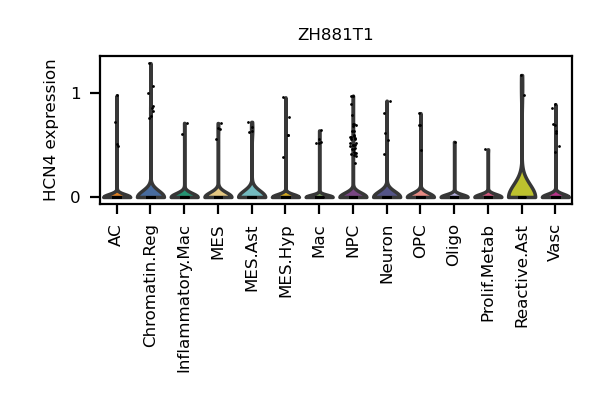 ZH881T1
HCN4 expression
1
0
AC
Chromatin.Reg
Inflammatory.Mac
MES
MES.Ast
MES.Hyp
Mac
NPC
Neuron
OPC
Oligo
Prolif.Metab
Reactive.Ast
Vasc